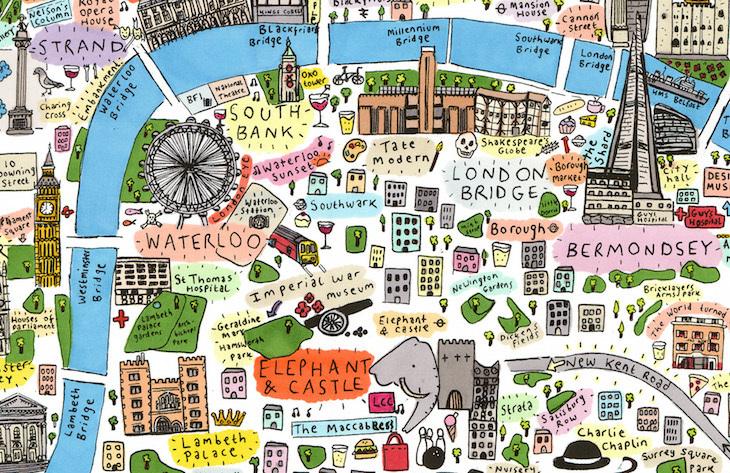 Nelson's
Column
Royal
Opera
House
STRAND
Embankment
Charing
Cross
Waterloo
Bridge
Blackfriars
Bridge
Millennium
Bridge
Southwark
Bridge
London
Bridge
Mansion
House
Cannon
Street
HMS Belfast
BFI
National
Theatre
OXO
tower
SOUTH-
BANK
Tate
Modern
Shakespeare's
Globe
The Shard
Borough
market
LONDON
BRIDGE
10
Downing
Street
Parliament
Square
London Eye
Waterloo
Sunset
Waterloo
Station
WATERLOO
Southwark
Borough
Guy's
Hospital
GUYS
HOSPITAL
CITY
BERMONDSEY
Westminster
Bridge
St Thomas'
Hospital
Houses of
parliament
Lambeth
Palace
gardens
Arch-
bishop's
Park
Imperial War
museum
Geraldine
Mary
Harmsworth
Park
Elephant
& castle
Newington
gardens
Dickens
Fields
Bricklayers
Arms Park
The World turned
ELEPHANT
& CASTLE
LCC
New Kent Road
Strata
Salisbury
Row
The Maccabees
Lambeth
Bridge
Lambeth
Palace
Charlie
Chaplin
Surrey Square
Park
Nursery